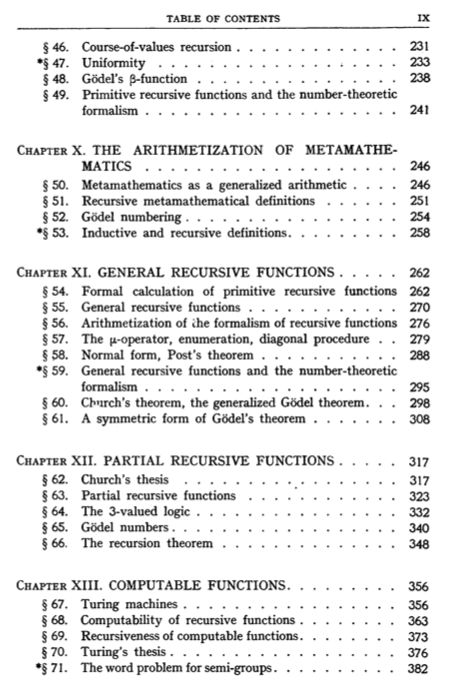 TABLE OF CONTENTS IX
§ 46. Course-of-values recursion . . . . . . . . . . . . . . 231
*§ 47. Uniformity . . . . . . . . . . . . . . . . . . . . . 233
§ 48. Gödel's β-function . . . . . . . . . . . . . . . . . 238
§ 49. Primitive recursive functions and the number-theoretic
formalism . . . . . . . . . . . . . . . . . . . . . 241
CHAPTER X. THE ARITHMETIZATION OF METAMATHE-
MATICS . . . . . . . . . . . . . . . . . . . . . 246
§ 50. Metamathematics as a generalized arithmetic . . . . 246
§ 51. Recursive metamathematical definitions . . . . . . 251
§ 52. Gödel numbering . . . . . . . . . . . . . . . . . . 254
*§ 53. Inductive and recursive definitions. . . . . . . . . 258
CHAPTER XI. GENERAL RECURSIVE FUNCTIONS . . . . . 262
§ 54. Formal calculation of primitive recursive functions 262
§ 55. General recursive functions . . . . . . . . . . . . 270
§ 56. Arithmetization of the formalism of recursive functions 276
§ 57. The μ-operator, enumeration, diagonal procedure . . 279
§ 58. Normal form, Post's theorem . . . . . . . . . . . . 288
*§ 59. General recursive functions and the number-theoretic
formalism . . . . . . . . . . . . . . . . . . . . . 295
§ 60. Church's theorem, the generalized Gödel theorem. . . 298
§ 61. A symmetric form of Gödel's theorem . . . . . . . 308
CHAPTER XII. PARTIAL RECURSIVE FUNCTIONS . . . . . 317
§ 62. Church's thesis . . . . . . . . . . . . . . . . . . 317
§ 63. Partial recursive functions . . . . . . . . . . . . 323
§ 64. The 3-valued logic . . . . . . . . . . . . . . . . . 332
§ 65. Gödel numbers . . . . . . . . . . . . . . . . . . . 340
§ 66. The recursion theorem . . . . . . . . . . . . . . . 348
CHAPTER XIII. COMPUTABLE FUNCTIONS. . . . . . . . . 356
§ 67. Turing machines . . . . . . . . . . . . . . . . . . 356
§ 68. Computability of recursive functions . . . . . . . . 363
§ 69. Recursiveness of computable functions. . . . . . . . 373
§ 70. Turing's thesis . . . . . . . . . . . . . . . . . . . 376
*§ 71. The word problem for semi-groups. . . . . . . . . . 382